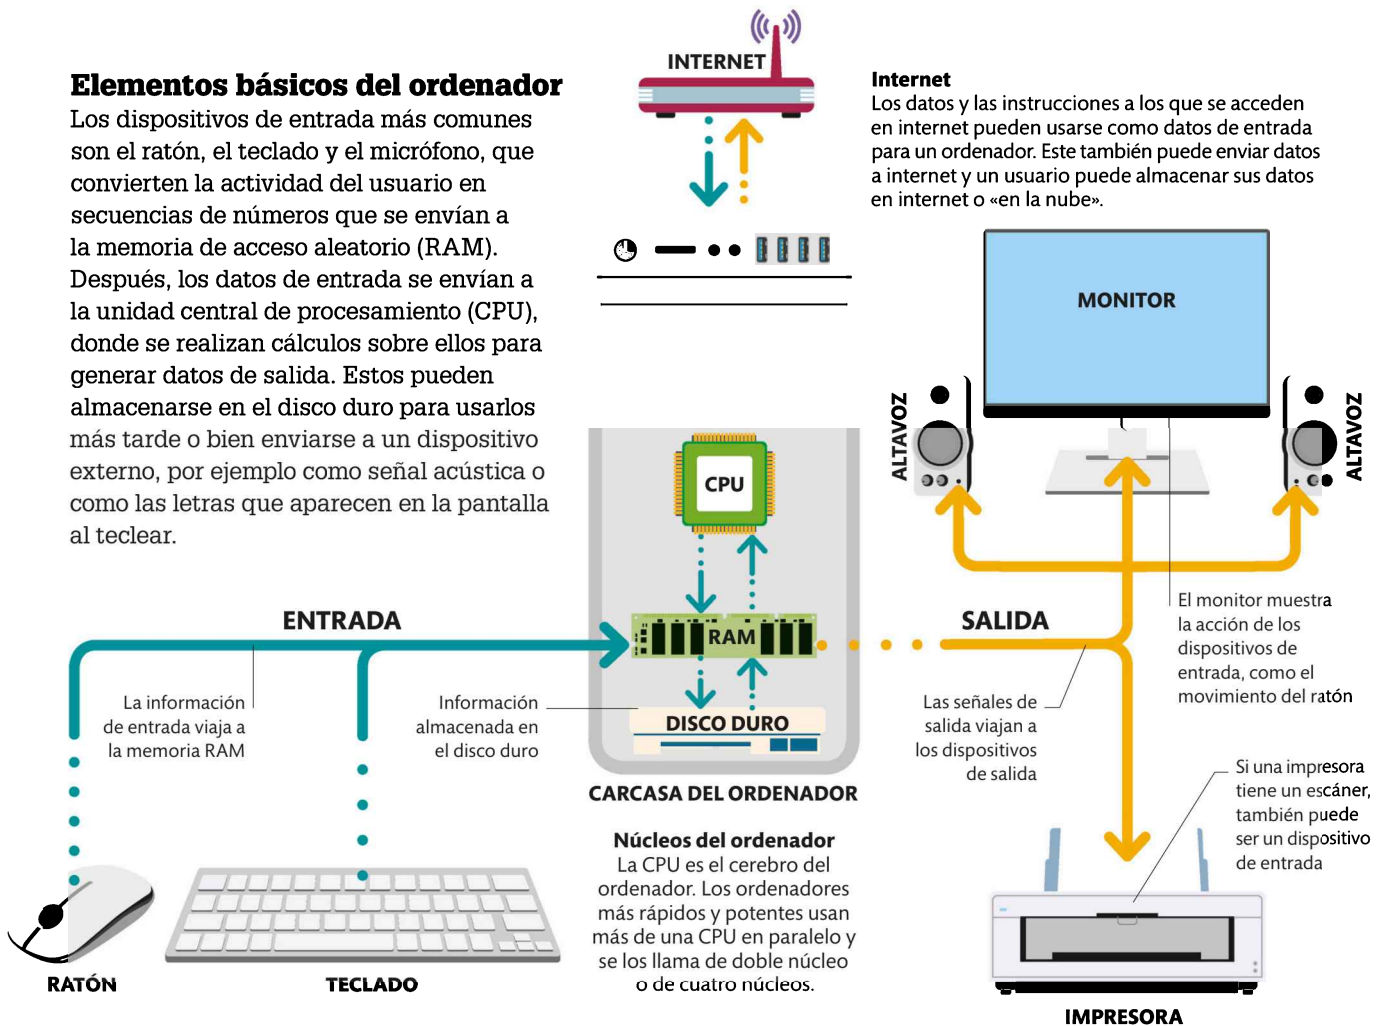 Elementos básicos del ordenador
Los dispositivos de entrada más comunes
son el ratón, el teclado y el micrófono, que
convierten la actividad del usuario en
secuencias de números que se envían a
la memoria de acceso aleatorio (RAM).
Después, los datos de entrada se envían a
la unidad central de procesamiento (CPU),
donde se realizan cálculos sobre ellos para
generar datos de salida. Estos pueden
almacenarse en el disco duro para usarlos
más tarde o bien enviarse a un dispositivo
externo, por ejemplo como señal acústica o
como las letras que aparecen en la pantalla
al teclear.
INTERNET
Internet
Los datos y las instrucciones a los que se acceden
en internet pueden usarse como datos de entrada
para un ordenador. Este también puede enviar datos
a internet y un usuario puede almacenar sus datos
en internet o «en la nube».
MONITOR
ALTAVOZ
ALTAVOZ
CPU
ENTRADA
RAM
SALIDA
El monitor muestra
la acción de los
dispositivos de
entrada, como el
movimiento del ratón
La información
de entrada viaja a
la memoria RAM
Información
almacenada en
el disco duro
DISCO DURO
Las señales de
salida viajan a
los dispositivos
de salida
CARCASA DEL ORDENADOR
Si una impresora
tiene un escáner,
también puede
ser un dispositivo
de entrada
Núcleos del ordenador
La CPU es el cerebro del
ordenador. Los ordenadores
más rápidos y potentes usan
más de una CPU en paralelo y
se los llama de doble núcleo
o de cuatro núcleos.
RATÓN
TECLADO
IMPRESORA